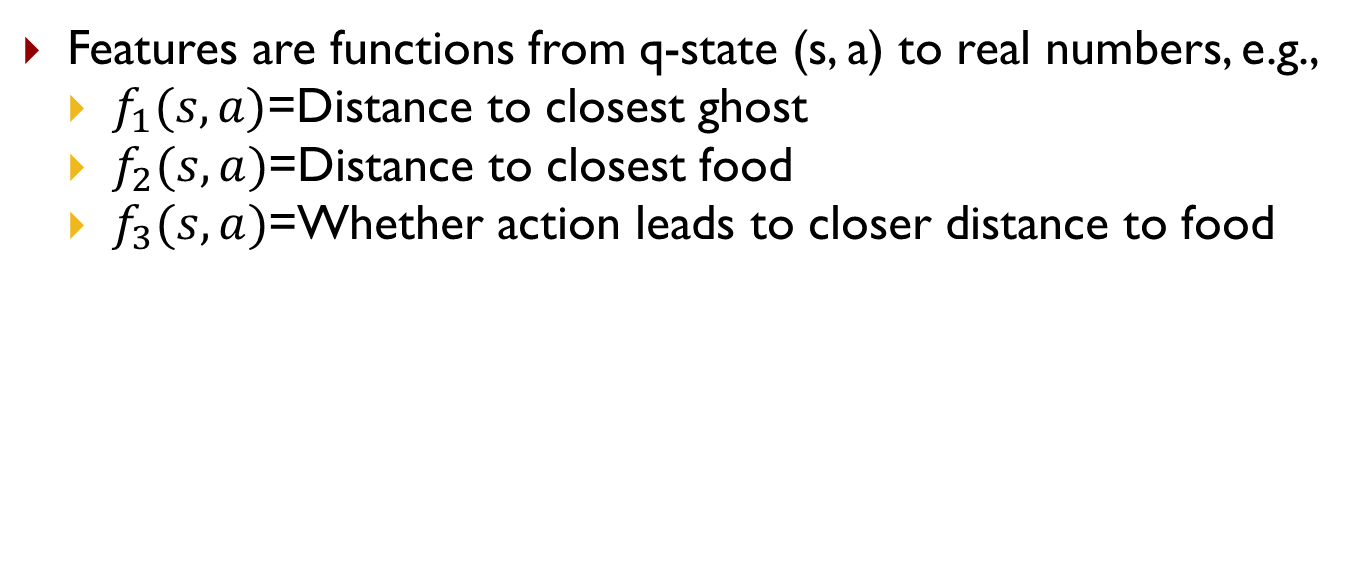 Features are functions from q-state (s, a) to real numbers, e.g.,
f₁(s, a)=Distance to closest ghost
f₂(s, a)=Distance to closest food
f₃(s, a)=Whether action leads to closer distance to food